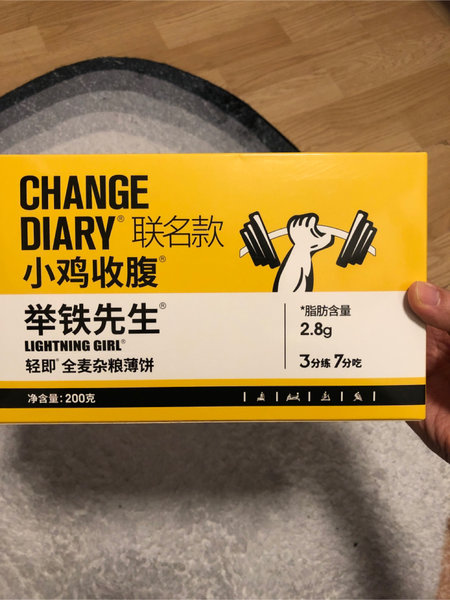 CHANGE
DIARY® 联名款
小鸡收腹®
举铁先生®
LIGHTNING GIRL®
轻即® 全麦杂粮薄饼
净含量: 200克
*脂肪含量
2.8g
3分练 7分吃